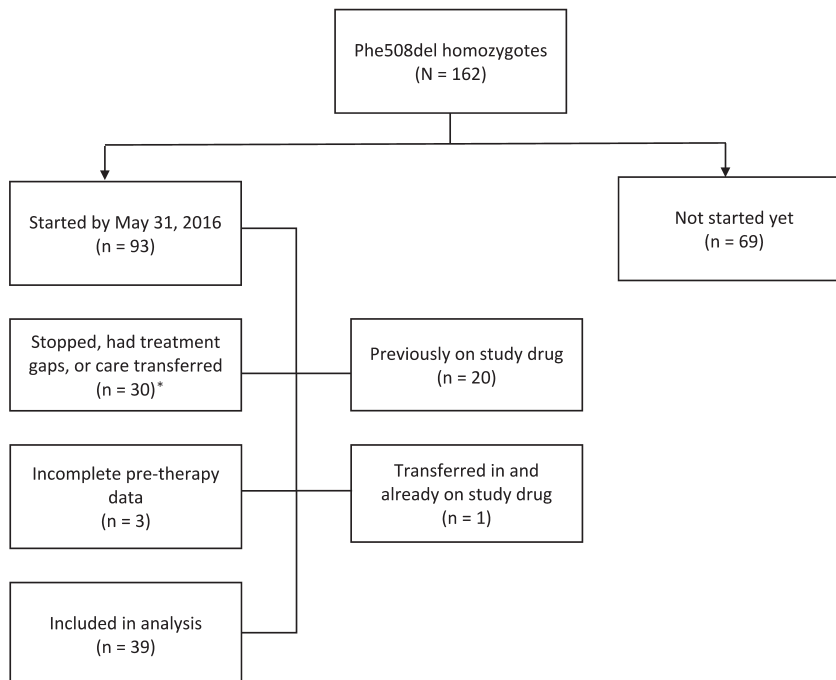 Phe508del homozygotes
(N = 162)
Started by May 31, 2016
(n = 93)
Not started yet
(n = 69)
Stopped, had treatment
gaps, or care transferred
(n = 30)*
Previously on study drug
(n = 20)
Incomplete pre-therapy
data
(n = 3)
Transferred in and
already on study drug
(n = 1)
Included in analysis
(n = 39)